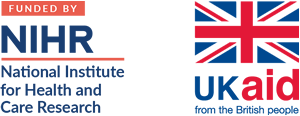 FUNDED BY
NIHR
National Institute
for Health and
Care Research
UKaid
from the British people